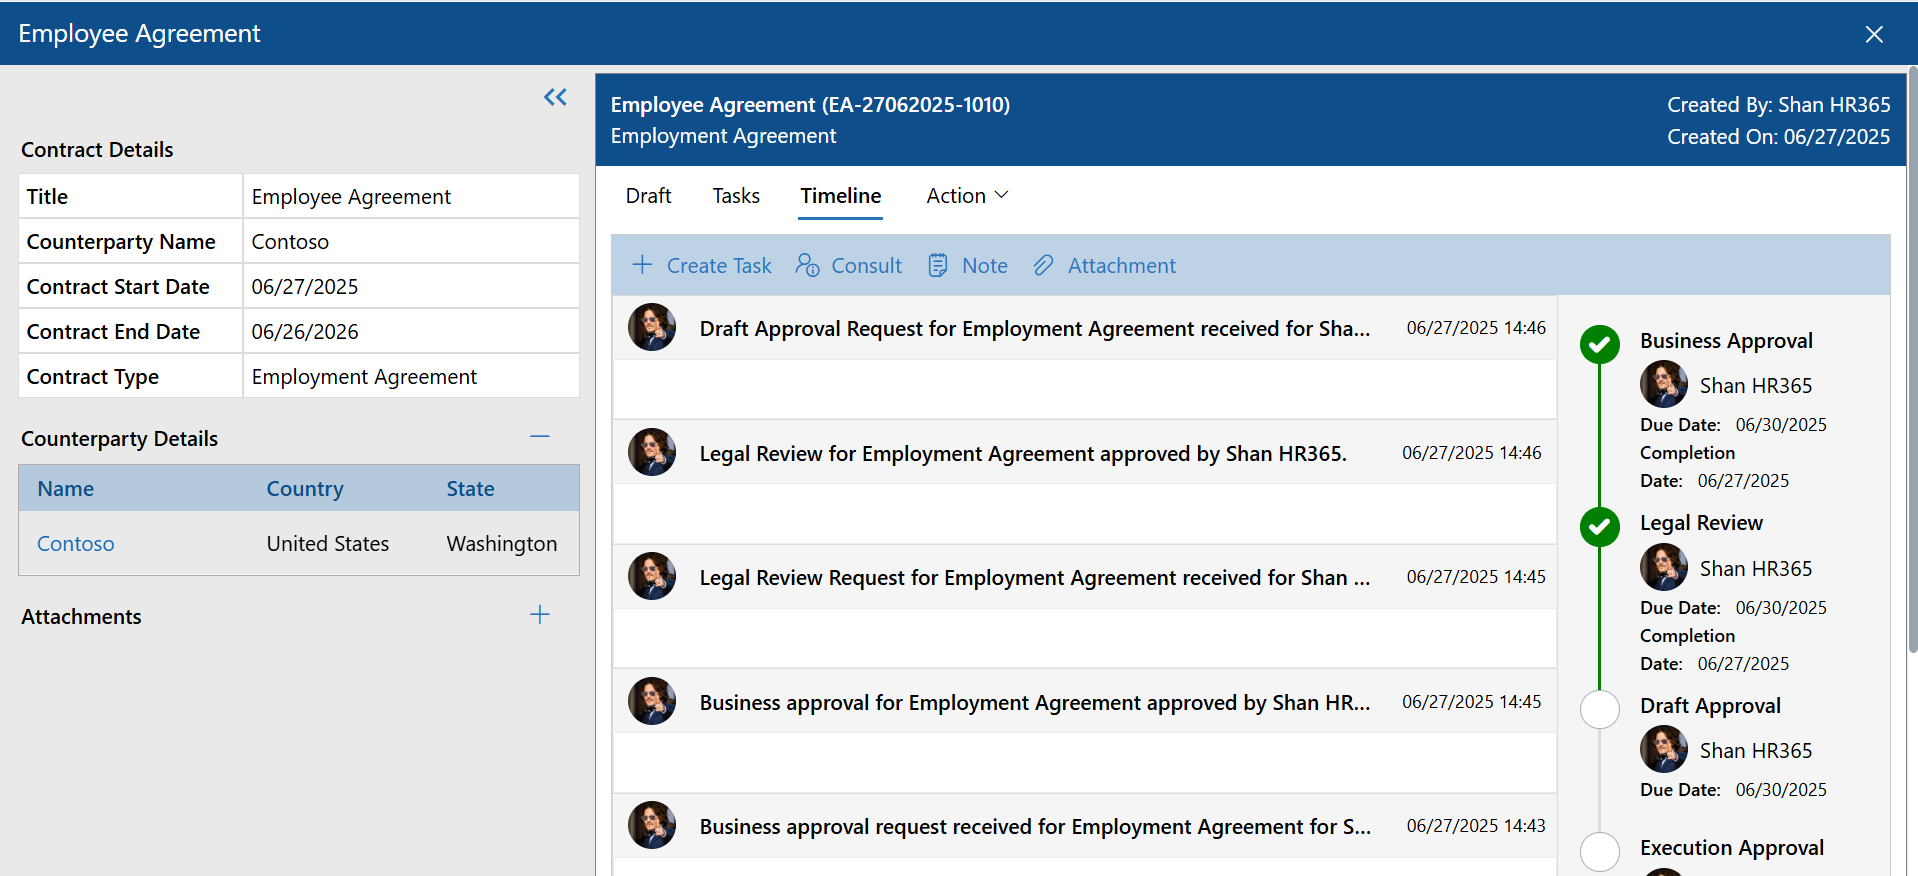 Employee Agreement
Contract Details
Title Employee Agreement
Counterparty Name Contoso
Contract Start Date 06/27/2025
Contract End Date 06/26/2026
Contract Type Employment Agreement
Counterparty Details
Name Country State
Contoso United States Washington
Attachments
Employee Agreement (EA-27062025-1010)
Employment Agreement
Created By: Shan HR365
Created On: 06/27/2025
Draft Tasks Timeline Action
Create Task Consult Note Attachment
Draft Approval Request for Employment Agreement received for Sha... 06/27/2025 14:46
Legal Review for Employment Agreement approved by Shan HR365. 06/27/2025 14:46
Legal Review Request for Employment Agreement received for Shan ... 06/27/2025 14:45
Business approval for Employment Agreement approved by Shan HR... 06/27/2025 14:45
Business approval request received for Employment Agreement for S... 06/27/2025 14:43
Business Approval
Shan HR365
Due Date: 06/30/2025
Completion
Date: 06/27/2025
Legal Review
Shan HR365
Due Date: 06/30/2025
Completion
Date: 06/27/2025
Draft Approval
Shan HR365
Due Date: 06/30/2025
Execution Approval